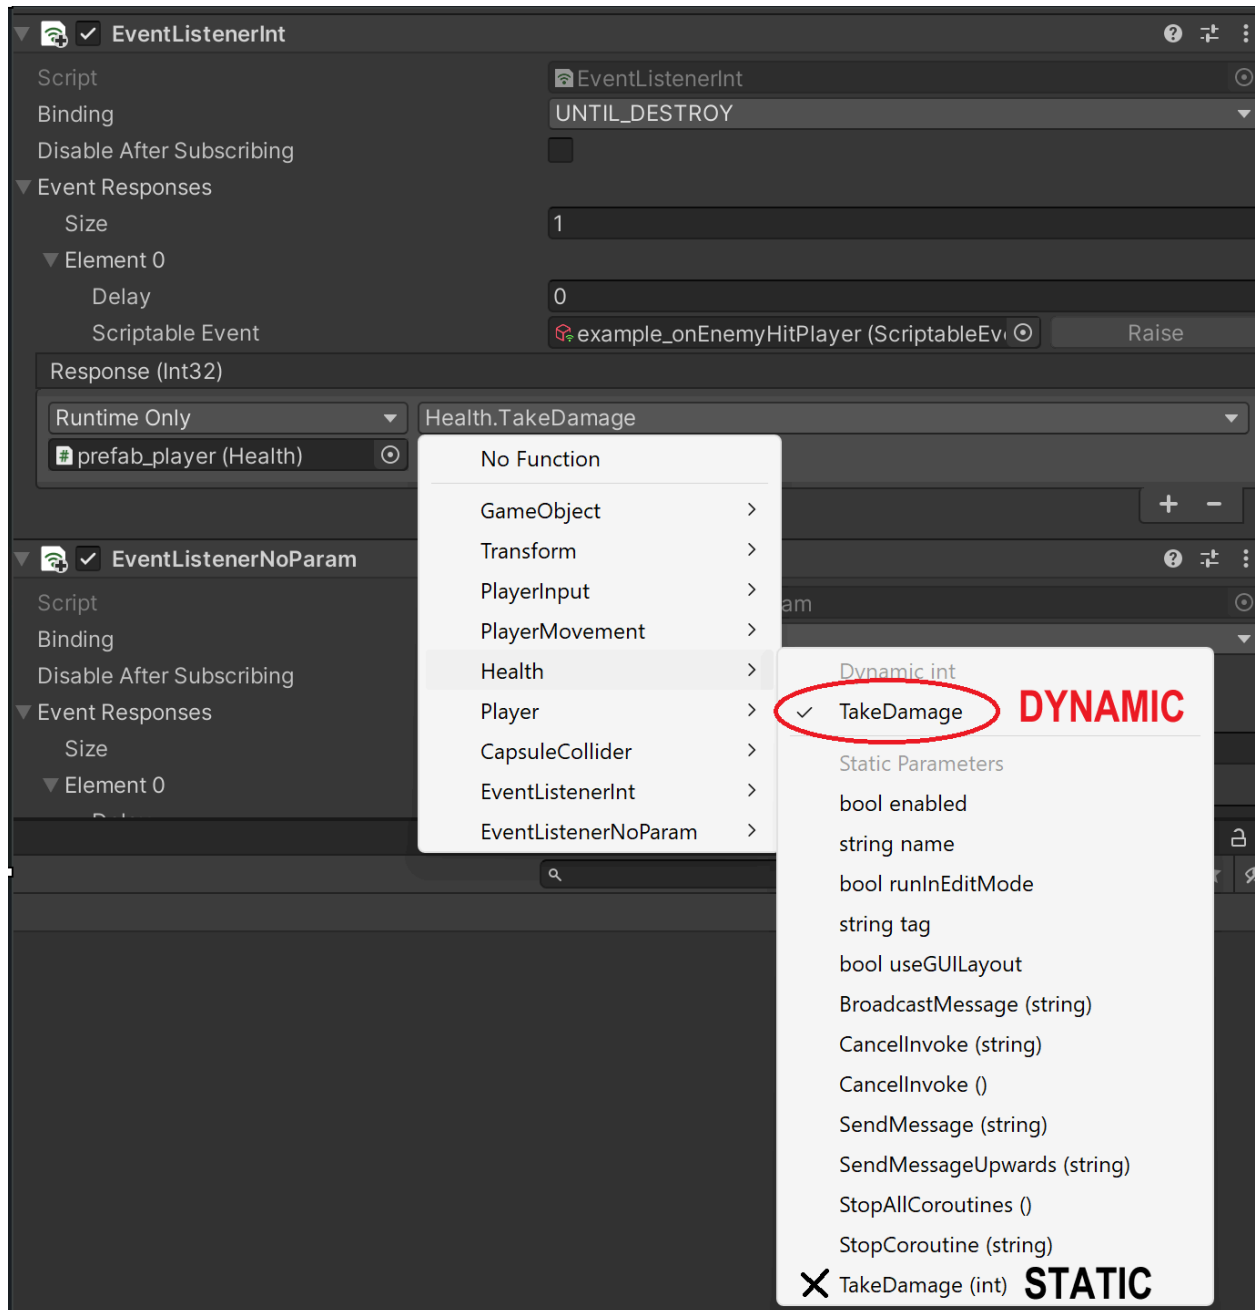 EventListenerInt
Script EventListenerInt
Binding UNTIL_DESTROY
Disable After Subscribing
Event Responses
Size 1
Element 0
Delay 0
Scriptable Event example_onEnemyHitPlayer (ScriptableEv Raise
Response (Int32)
Runtime Only Health.TakeDamage
prefab_player (Health)
No Function
GameObject
Transform
PlayerInput
PlayerMovement
Health
Player
CapsuleCollider
EventListenerInt
EventListenerNoParam
EventListenerNoParam
Script am
Binding
Disable After Subscribing
Event Responses
Size
Element 0
Dynamic int
TakeDamage DYNAMIC
Static Parameters
bool enabled
string name
bool runInEditMode
string tag
bool useGUILayout
BroadcastMessage (string)
CancelInvoke (string)
CancelInvoke ()
SendMessage (string)
SendMessageUpwards (string)
StopAllCoroutines ()
StopCoroutine (string)
TakeDamage (int) STATIC